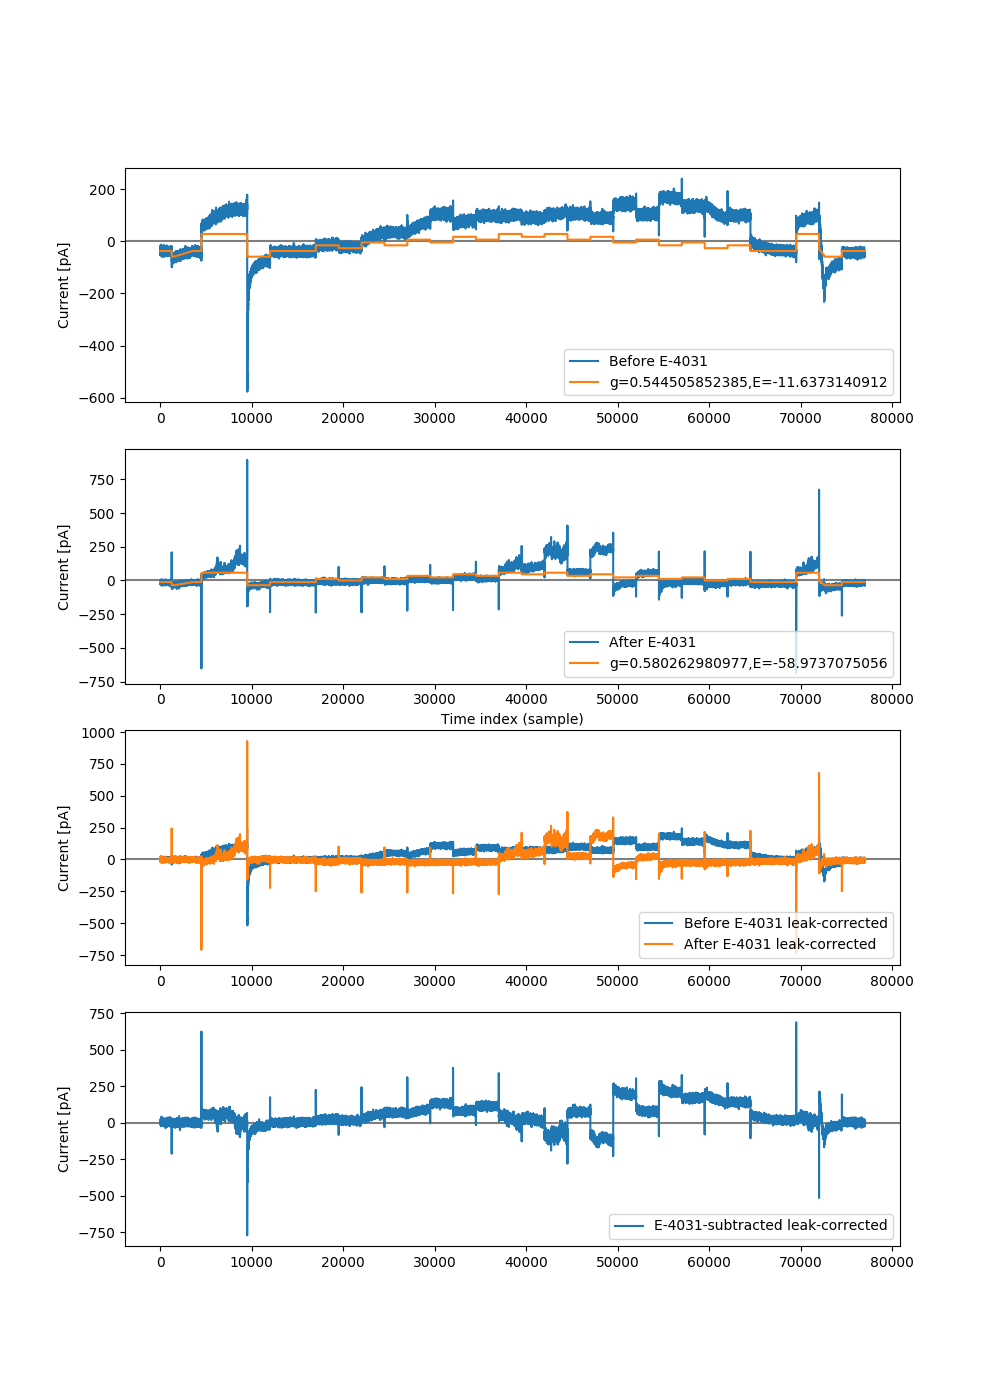 200
0
−200
−400
−600
Current [pA]
Before E-4031
g=0.544505852385,E=-11.6373140912
0 10000 20000 30000 40000 50000 60000 70000 80000
750
500
250
0
−250
−500
−750
Current [pA]
After E-4031
g=0.580262980977,E=-58.9737075056
0 10000 20000 30000 40000 50000 60000 70000 80000
Time index (sample)
1000
750
500
250
0
−250
−500
−750
Current [pA]
Before E-4031 leak-corrected
After E-4031 leak-corrected
0 10000 20000 30000 40000 50000 60000 70000 80000
750
500
250
0
−250
−500
−750
Current [pA]
E-4031-subtracted leak-corrected
0 10000 20000 30000 40000 50000 60000 70000 80000